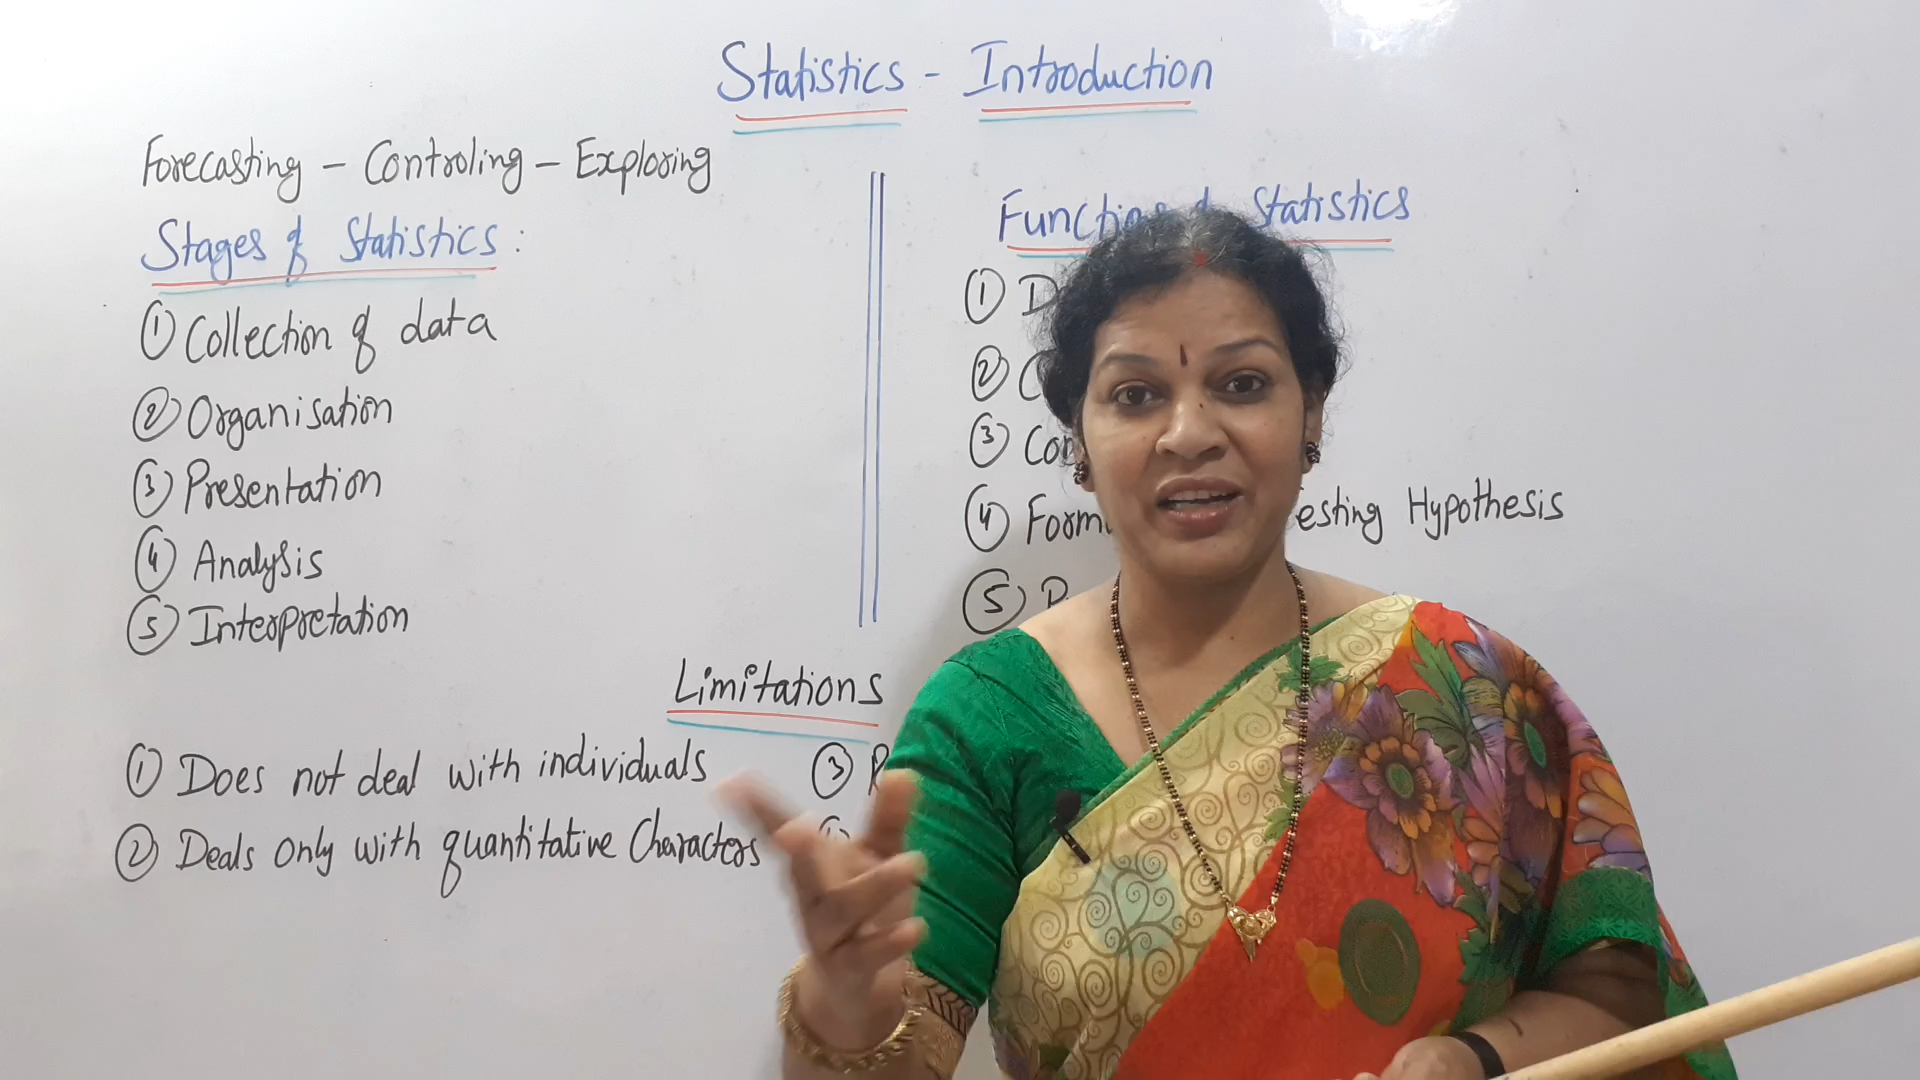 Statistics - Introduction
Forecasting - Controling - Exploring
Stages of Statistics :
① Collection of data
② Organisation
③ Presentation
④ Analysis
⑤ Interpretation
Statistics
①
②
③
④ esting Hypothesis
⑤
Limitations
① Does not deal with individuals
② Deals only with quantitative Characters
③